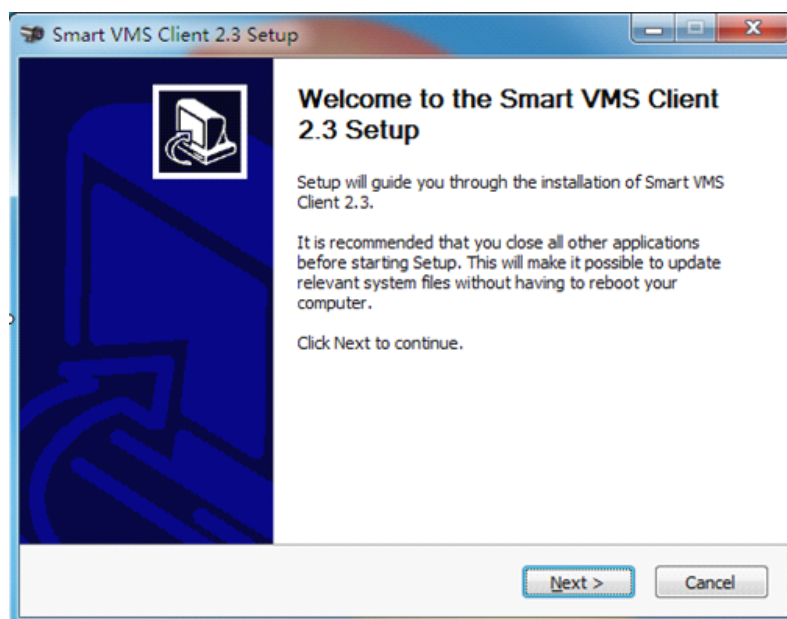 Smart VMS Client 2.3 Setup
Welcome to the Smart VMS Client
2.3 Setup
Setup will guide you through the installation of Smart VMS
Client 2.3.
It is recommended that you close all other applications
before starting Setup. This will make it possible to update
relevant system files without having to reboot your
computer.
Click Next to continue.
Next > Cancel